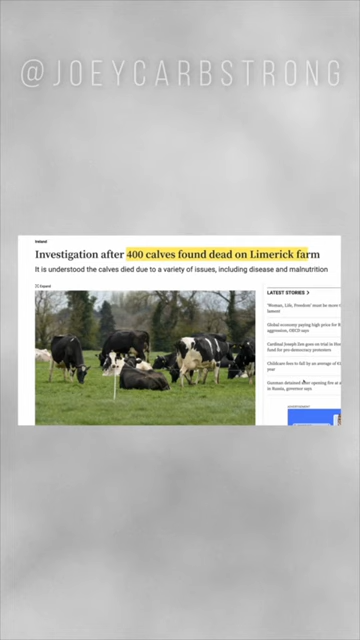 @JOEYCARBSTRONG
Ireland
Investigation after 400 calves found dead on Limerick farm
It is understood the calves died due to a variety of issues, including disease and malnutrition
Expand
LATEST STORIES >
'Woman, Life, Freedom' must be more
lament
Global economy paying high price for
aggression, OECD says
Cardinal Joseph Zen goes on trial in
fund for pro-democracy protesters
Childcare fees to fall by an average of
year
Gunman detained after opening fire at
in Russia, governor says
ADVERTISEMENT